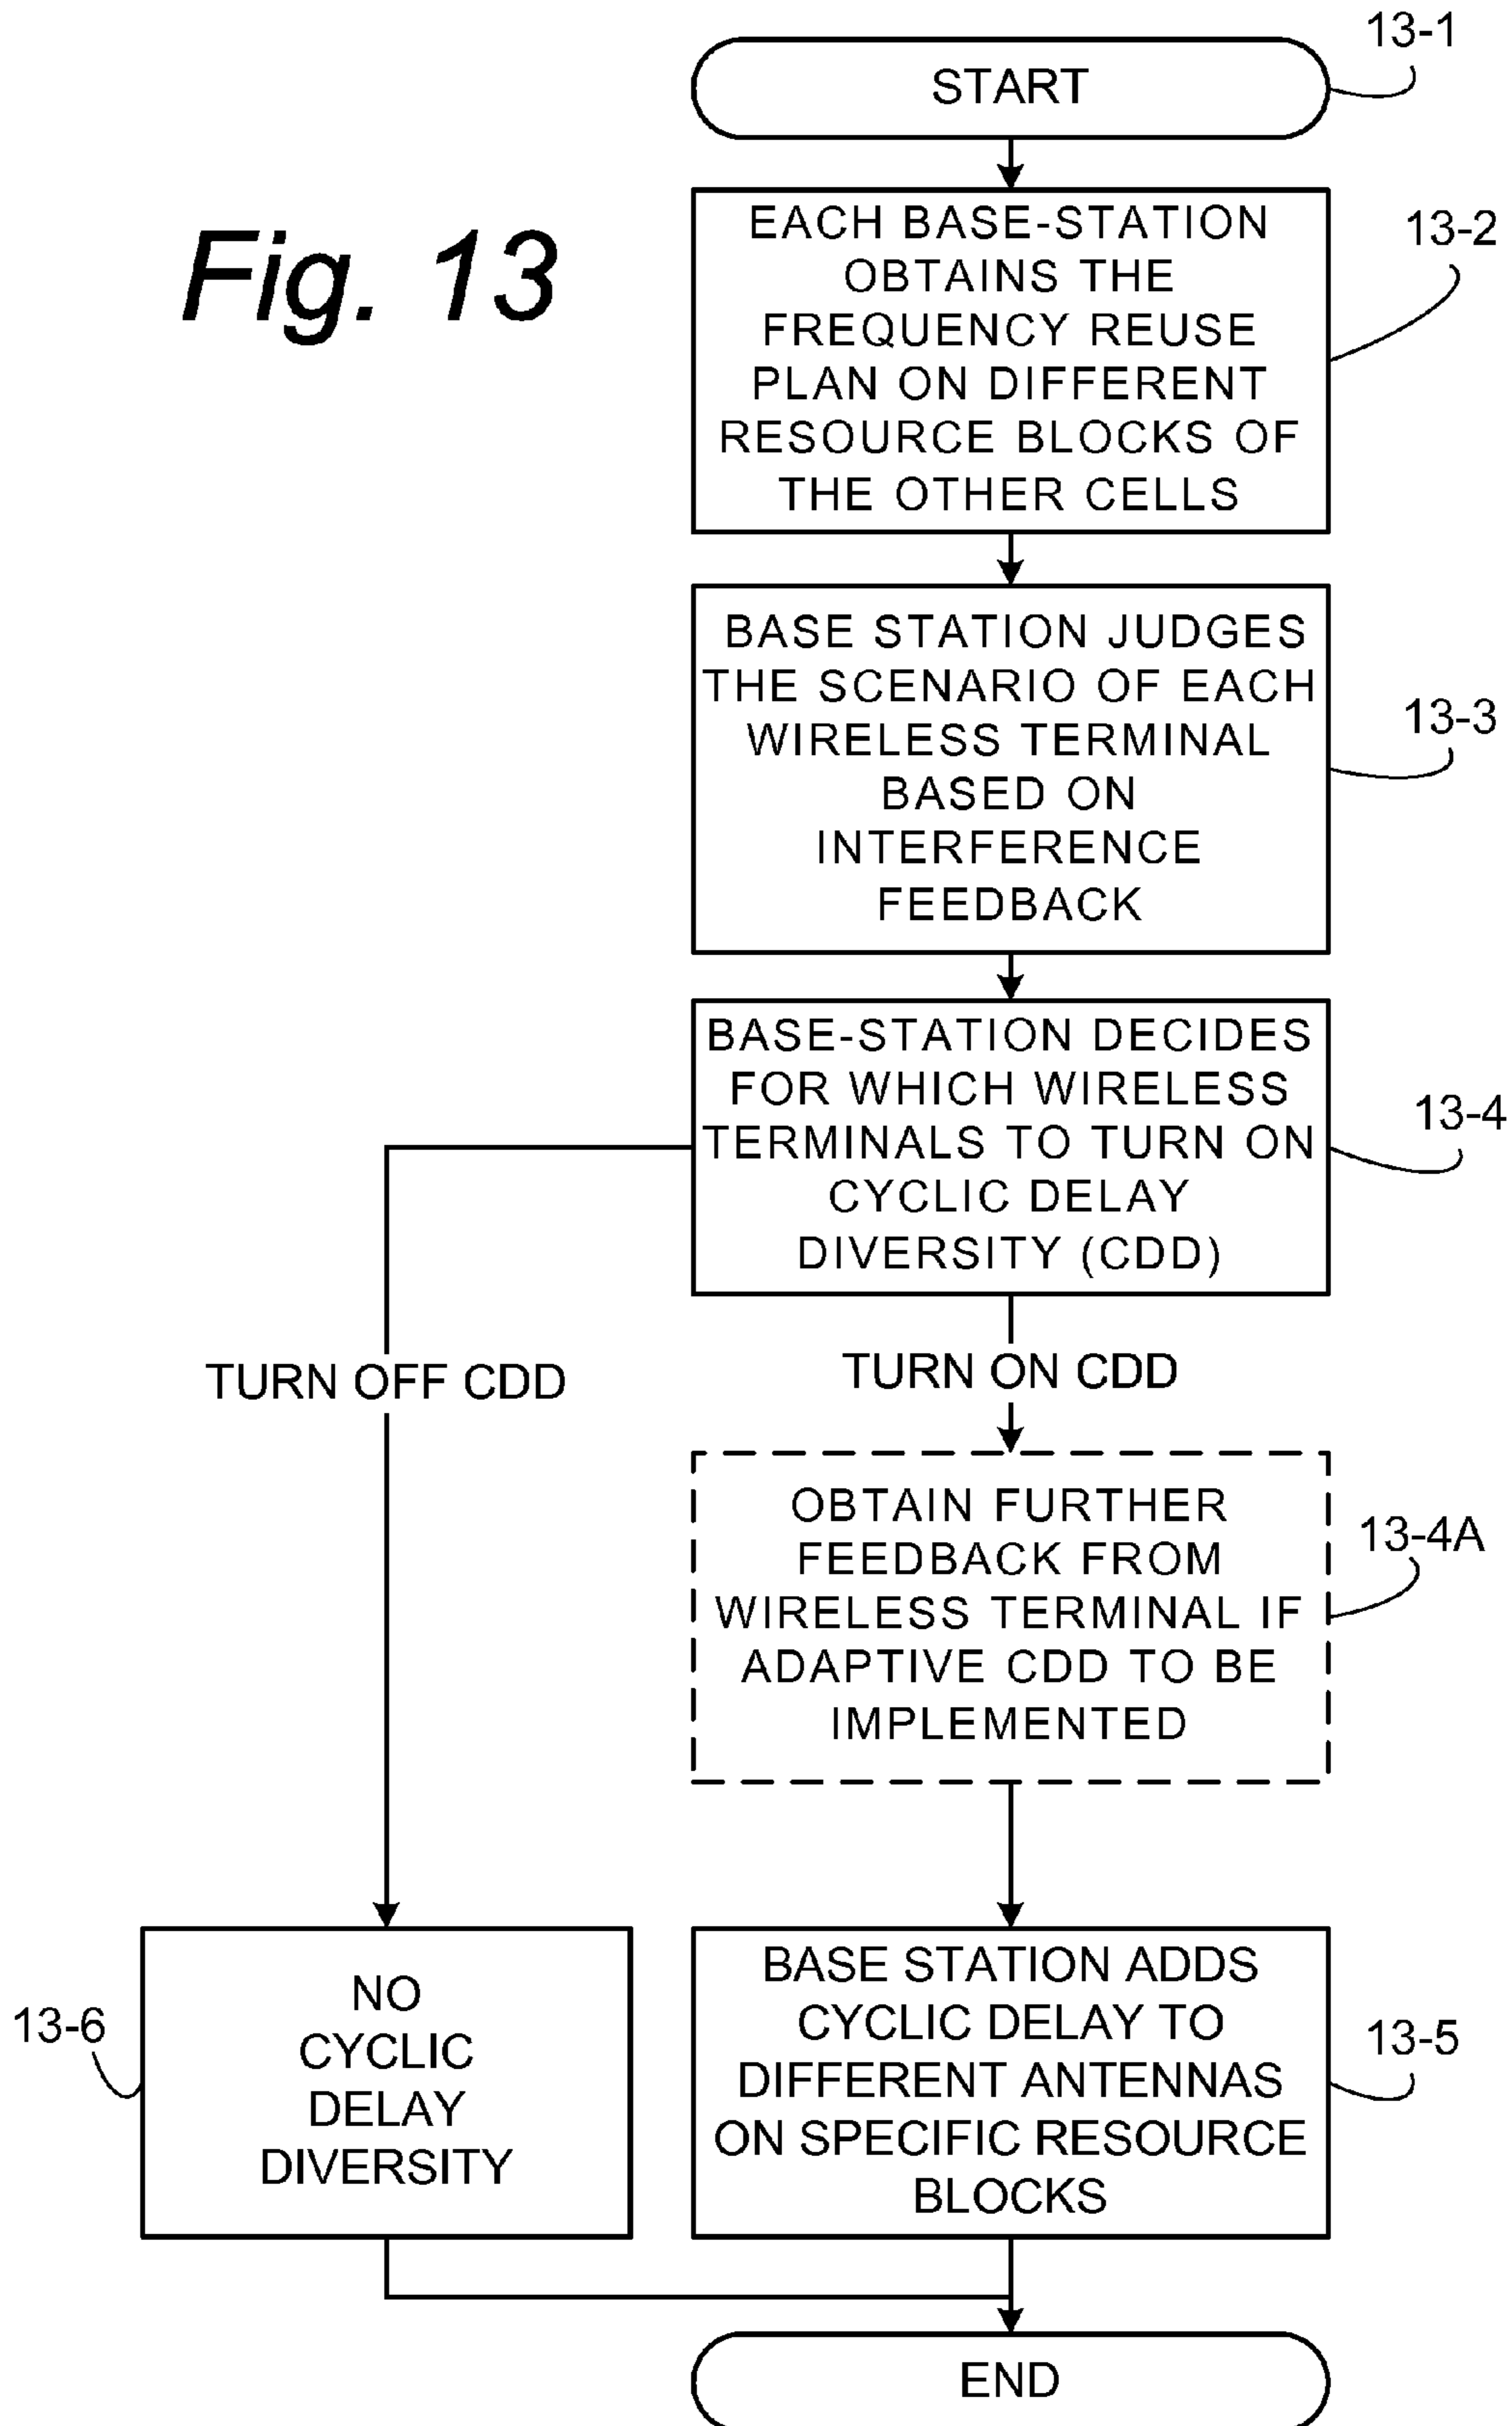 Fig. 13
13-1
START
13-2
EACH BASE-STATION
OBTAINS THE
FREQUENCY REUSE
PLAN ON DIFFERENT
RESOURCE BLOCKS OF
THE OTHER CELLS
13-3
BASE STATION JUDGES
THE SCENARIO OF EACH
WIRELESS TERMINAL
BASED ON
INTERFERENCE
FEEDBACK
13-4
BASE-STATION DECIDES
FOR WHICH WIRELESS
TERMINALS TO TURN ON
CYCLIC DELAY
DIVERSITY (CDD)
TURN OFF CDD
TURN ON CDD
13-4A
OBTAIN FURTHER
FEEDBACK FROM
WIRELESS TERMINAL IF
ADAPTIVE CDD TO BE
IMPLEMENTED
13-6
NO
CYCLIC
DELAY
DIVERSITY
13-5
BASE STATION ADDS
CYCLIC DELAY TO
DIFFERENT ANTENNAS
ON SPECIFIC RESOURCE
BLOCKS
END